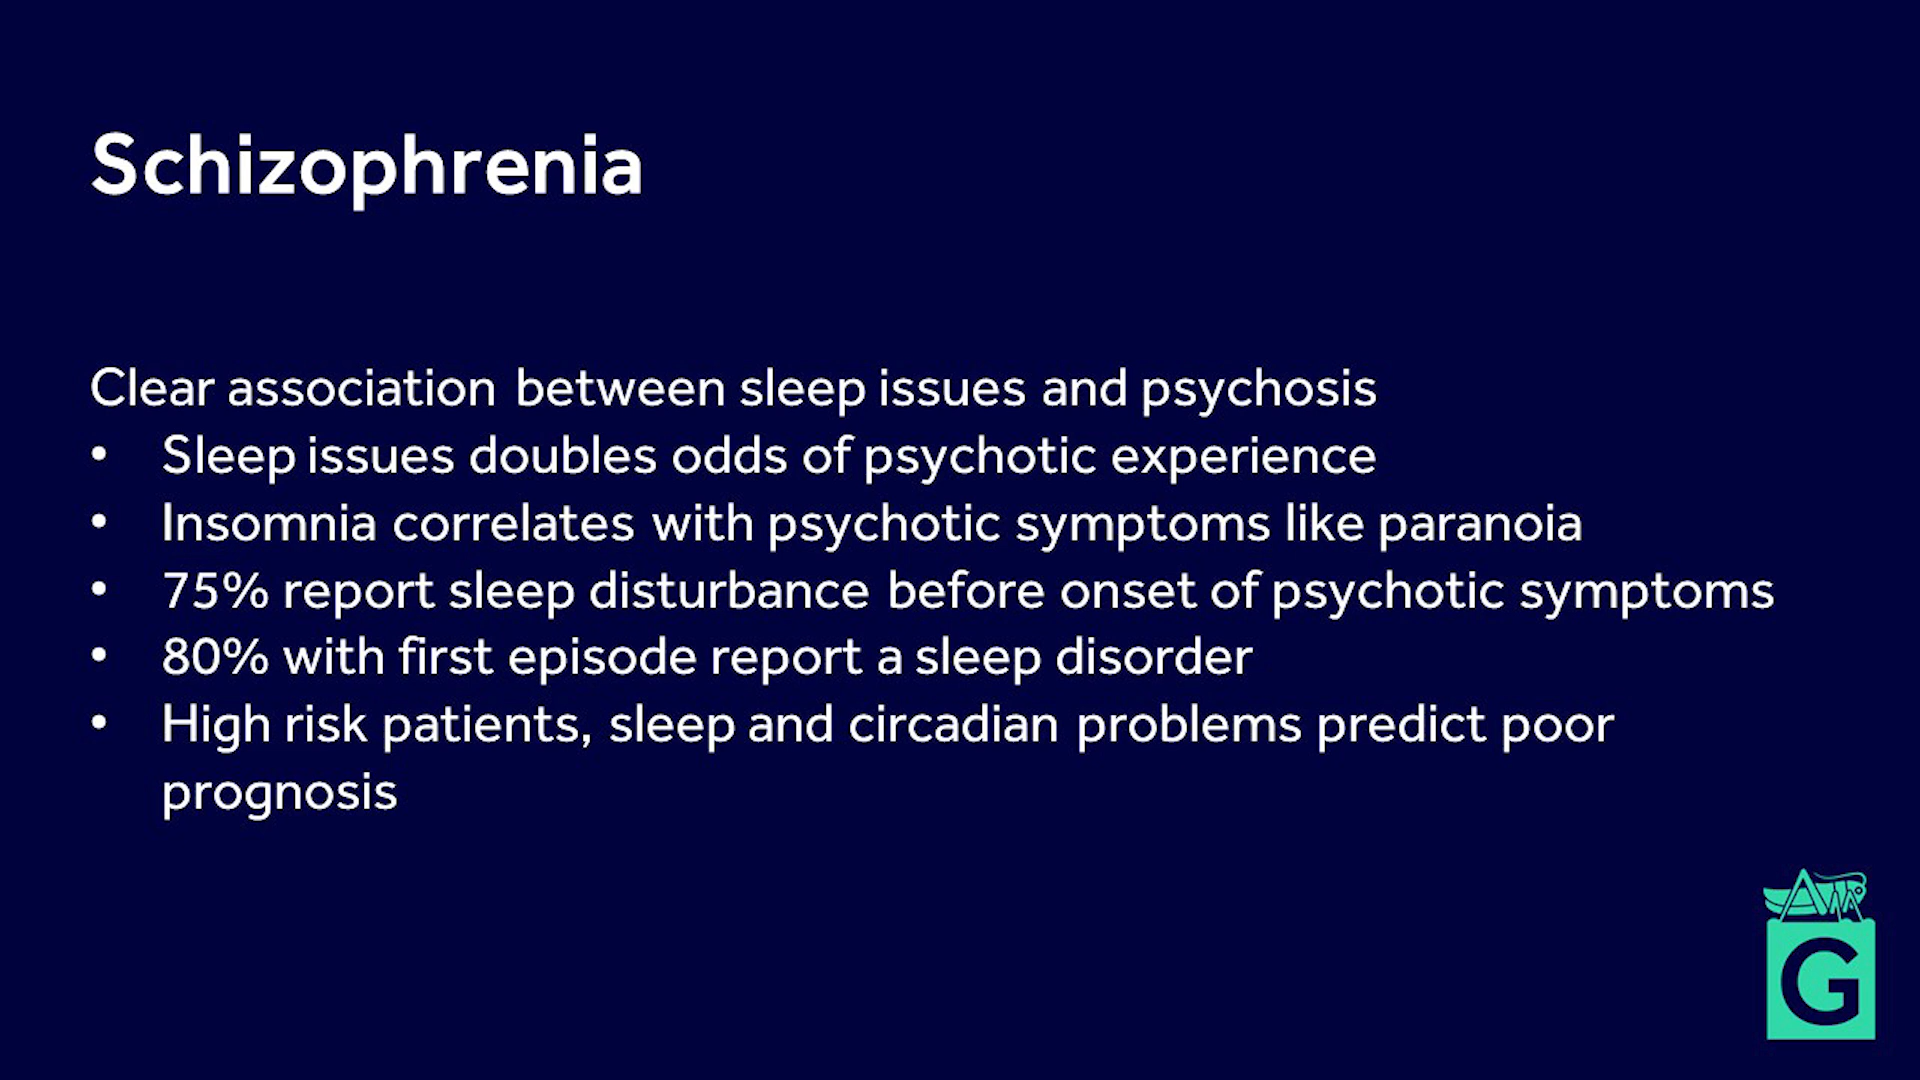 Schizophrenia
Clear association between sleep issues and psychosis
• Sleep issues doubles odds of psychotic experience
• Insomnia correlates with psychotic symptoms like paranoia
• 75% report sleep disturbance before onset of psychotic symptoms
• 80% with first episode report a sleep disorder
• High risk patients, sleep and circadian problems predict poor
prognosis
G